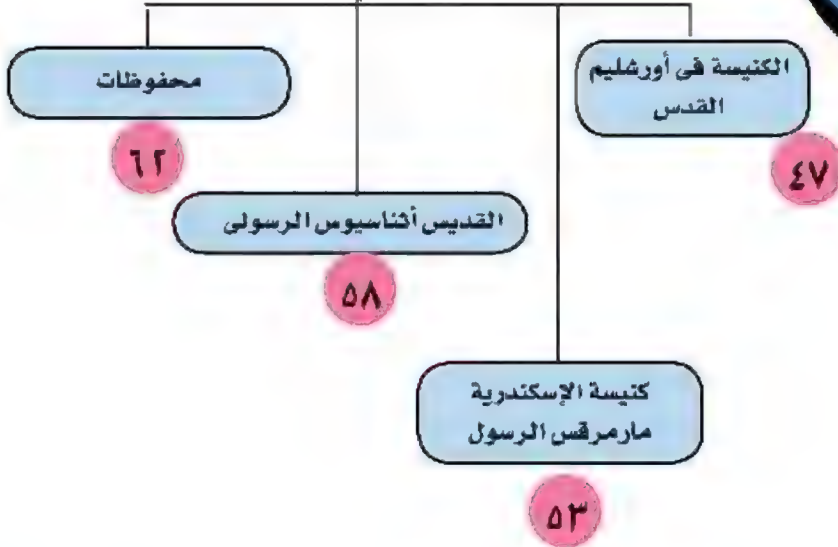 الكنيسة فى أورشليم
القدس
٤٧
محفوظات
٦٢
القديس أثناسيوس الرسولى
٥٨
كنيسة الإسكندرية
مارمرقس الرسول
٥٣